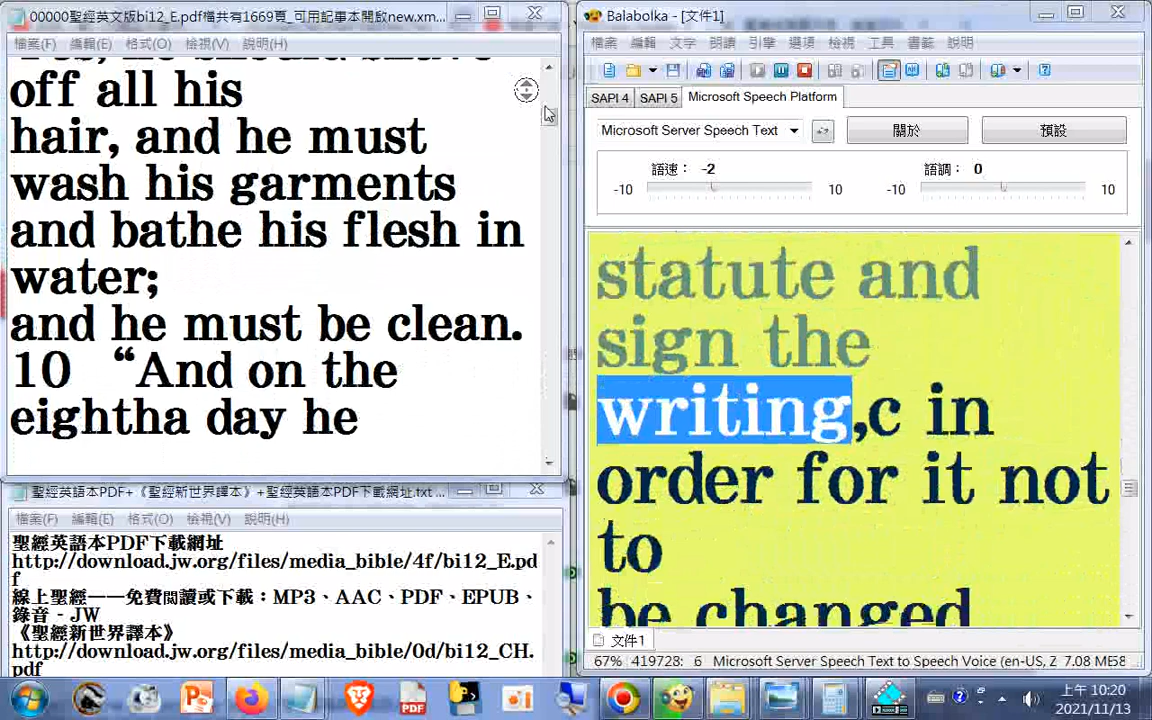 00000聖經英文版bi12_E.pdf檔共有1669頁_可用記事本開啟new.xm...
檔案(F) 編輯(E) 格式(O) 檢視(V) 說明(H)
off all his
hair, and he must
wash his garments
and bathe his flesh in
water;
and he must be clean.
10 “And on the
eightha day he
聖經英語本PDF+《聖經新世界譯本》+聖經英語本PDF下載網址.txt ...
檔案(F) 編輯(E) 格式(O) 檢視(V) 說明(H)
聖經英語本PDF下載網址
http://download.jw.org/files/media_bible/4f/bi12_E.pd
f
線上聖經——免費閱讀或下載：MP3、AAC、PDF、EPUB、
錄音 - JW
《聖經新世界譯本》
http://download.jw.org/files/media_bible/0d/bi12_CH.
pdf
Balabolka - [文件1]
檔案 編輯 文字 朗讀 引擎 選項 檢視 工具 書籤 說明
SAPI 4 SAPI 5 Microsoft Speech Platform
Microsoft Server Speech Text 關於 預設
語速： -2 語調： 0
-10 10 -10 10
statute and
sign the
writing,c in
order for it not
to
be changed
文件1
67% 419728: 6 Microsoft Server Speech Text to Speech Voice (en-US, Z 7.08 ME58
上午 10:20
2021/11/13